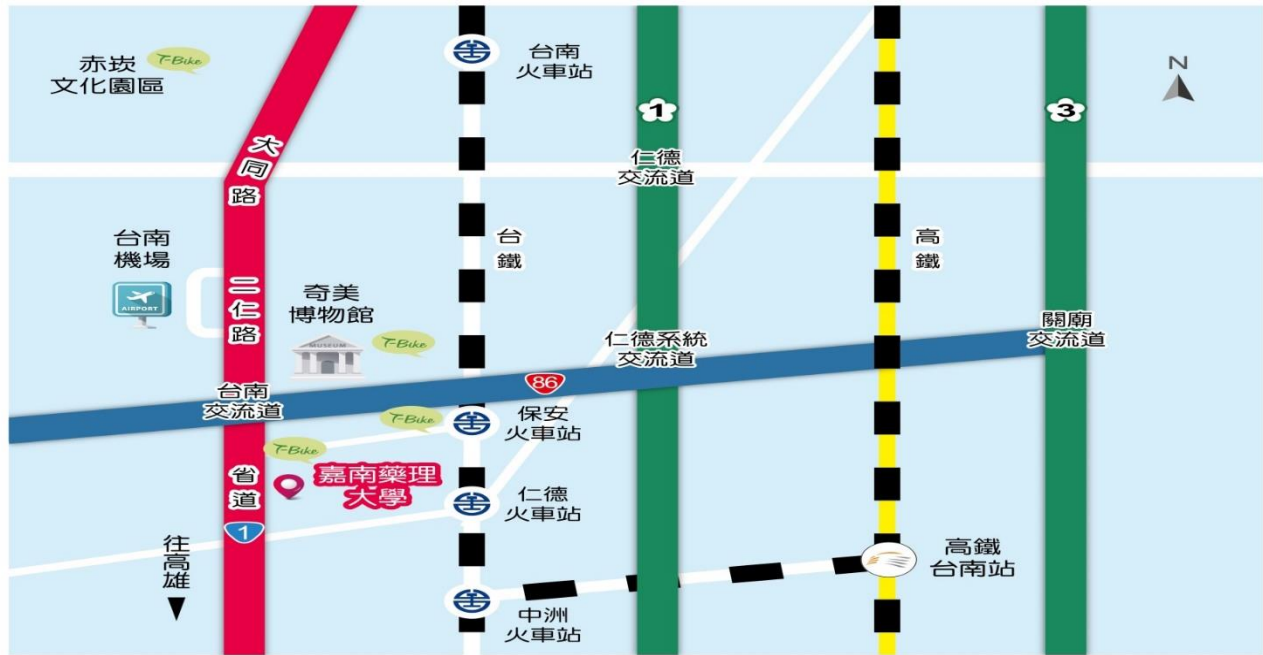 赤崁
文化園區
T-Bike
台南
火車站
1
3
N
大同路
仁德
交流道
台南
機場
AIRPORT
二仁路
台鐵
高鐵
奇美
博物館
MUSEUM
T-Bike
仁德系統
交流道
關廟
交流道
86
台南
交流道
T-Bike
保安
火車站
T-Bike
省道
嘉南藥理
大學
仁德
火車站
1
往高雄
高鐵
台南站
中洲
火車站